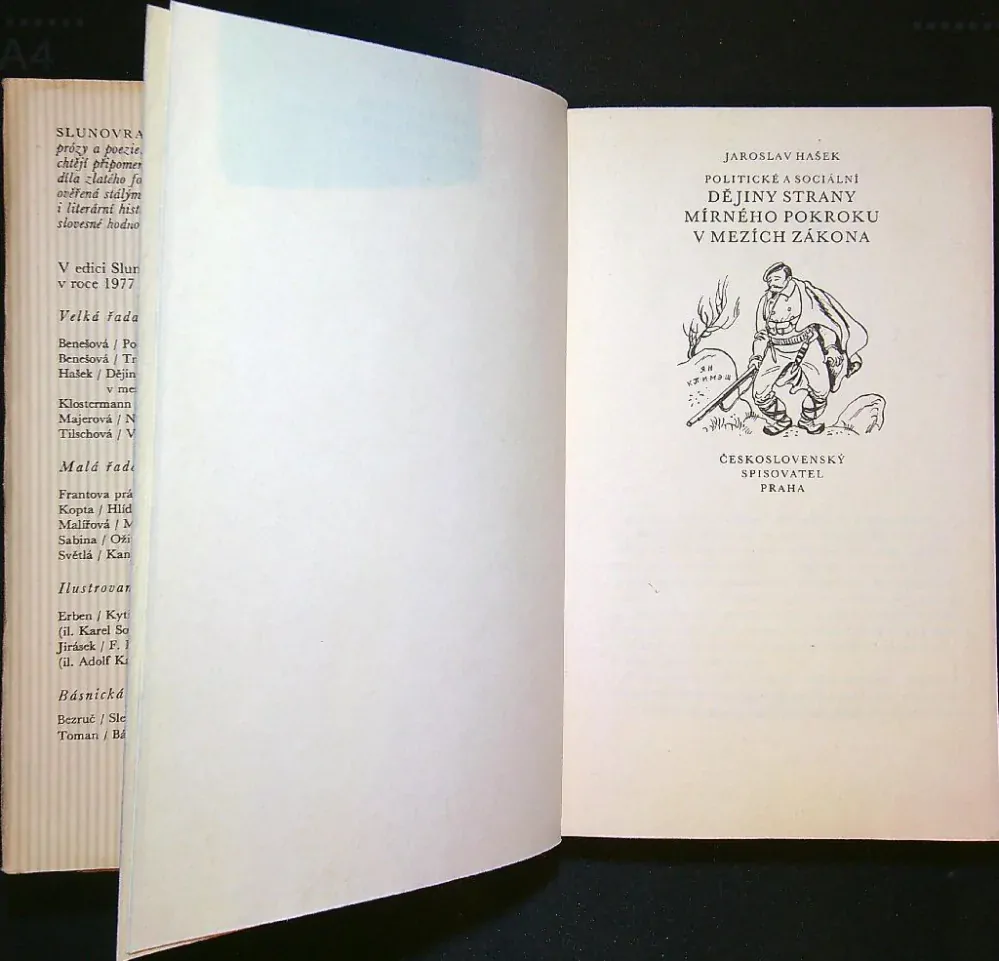 A4
SLUNOVRA
prózy a poezie,
chtějí připomen
díla zlatého fo
ověřená stálým
i literární hist
slovesné hodno
V edici Slun
v roce 1977
Velká řada
Benešová / Po
Benešová / Tr
Hašek / Dějin
v me
Klostermann
Majerová / N
Tilschová / V
Malá řada
Frantova prá
Kopta / Hlíd
Malířová / M
Sabina / Oži
Světlá / Kan
Ilustrovan
Erben / Kyti
(il. Karel So
Jirásek / F.
(il. Adolf Ka
Básnická
Bezruč / Sle
Toman / Bá
JAROSLAV HAŠEK
POLITICKÉ A SOCIÁLNÍ
DĚJINY STRANY
MÍRNÉHO POKROKU
V MEZÍCH ZÁKONA
ČESKOSLOVENSKÝ
SPISOVATEL
PRAHA